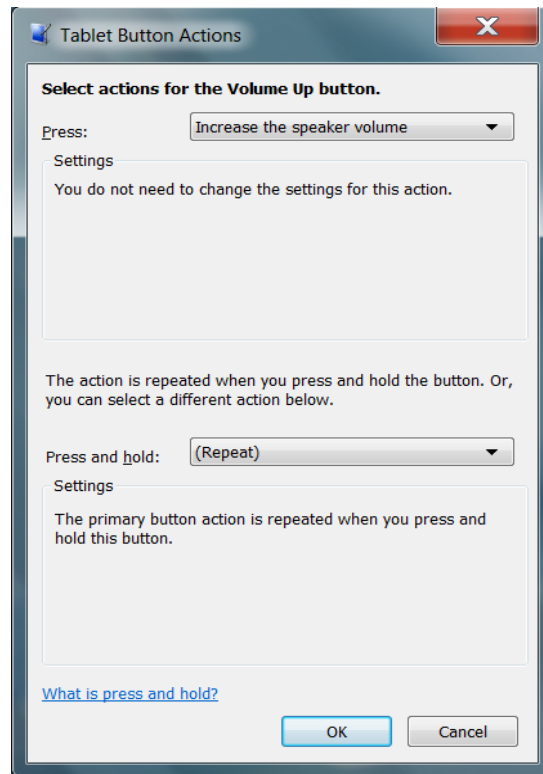 Tablet Button Actions
Select actions for the Volume Up button.
Press: Increase the speaker volume
Settings
You do not need to change the settings for this action.
The action is repeated when you press and hold the button. Or,
you can select a different action below.
Press and hold: (Repeat)
Settings
The primary button action is repeated when you press and
hold this button.
What is press and hold?
OK Cancel